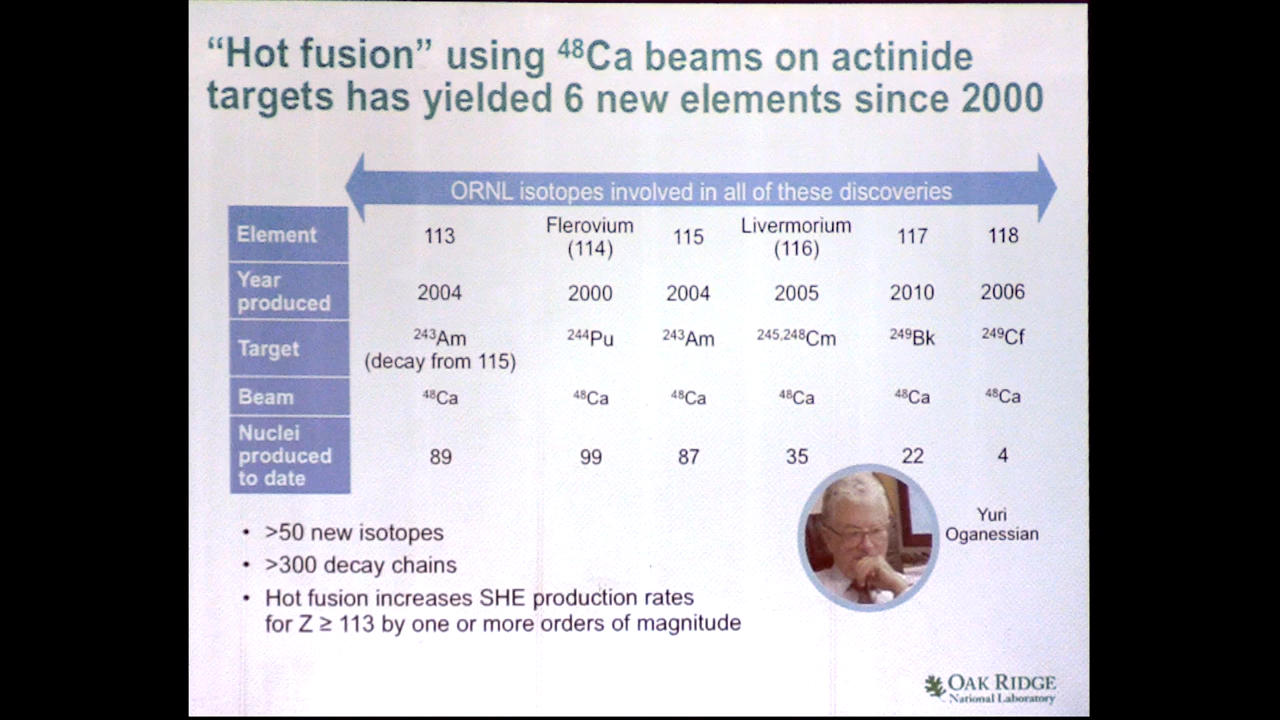 “Hot fusion” using ⁴⁸Ca beams on actinide
targets has yielded 6 new elements since 2000
ORNL isotopes involved in all of these discoveries
Element 113 Flerovium (114) 115 Livermorium (116) 117 118
Year produced 2004 2000 2004 2005 2010 2006
Target ²⁴³Am (decay from 115) ²⁴⁴Pu ²⁴³Am ²⁴⁵,²⁴⁸Cm ²⁴⁹Bk ²⁴⁹Cf
Beam ⁴⁸Ca ⁴⁸Ca ⁴⁸Ca ⁴⁸Ca ⁴⁸Ca ⁴⁸Ca
Nuclei produced to date 89 99 87 35 22 4
• >50 new isotopes
• >300 decay chains
• Hot fusion increases SHE production rates
for Z ≥ 113 by one or more orders of magnitude
Yuri
Oganessian
OAK RIDGE
National Laboratory